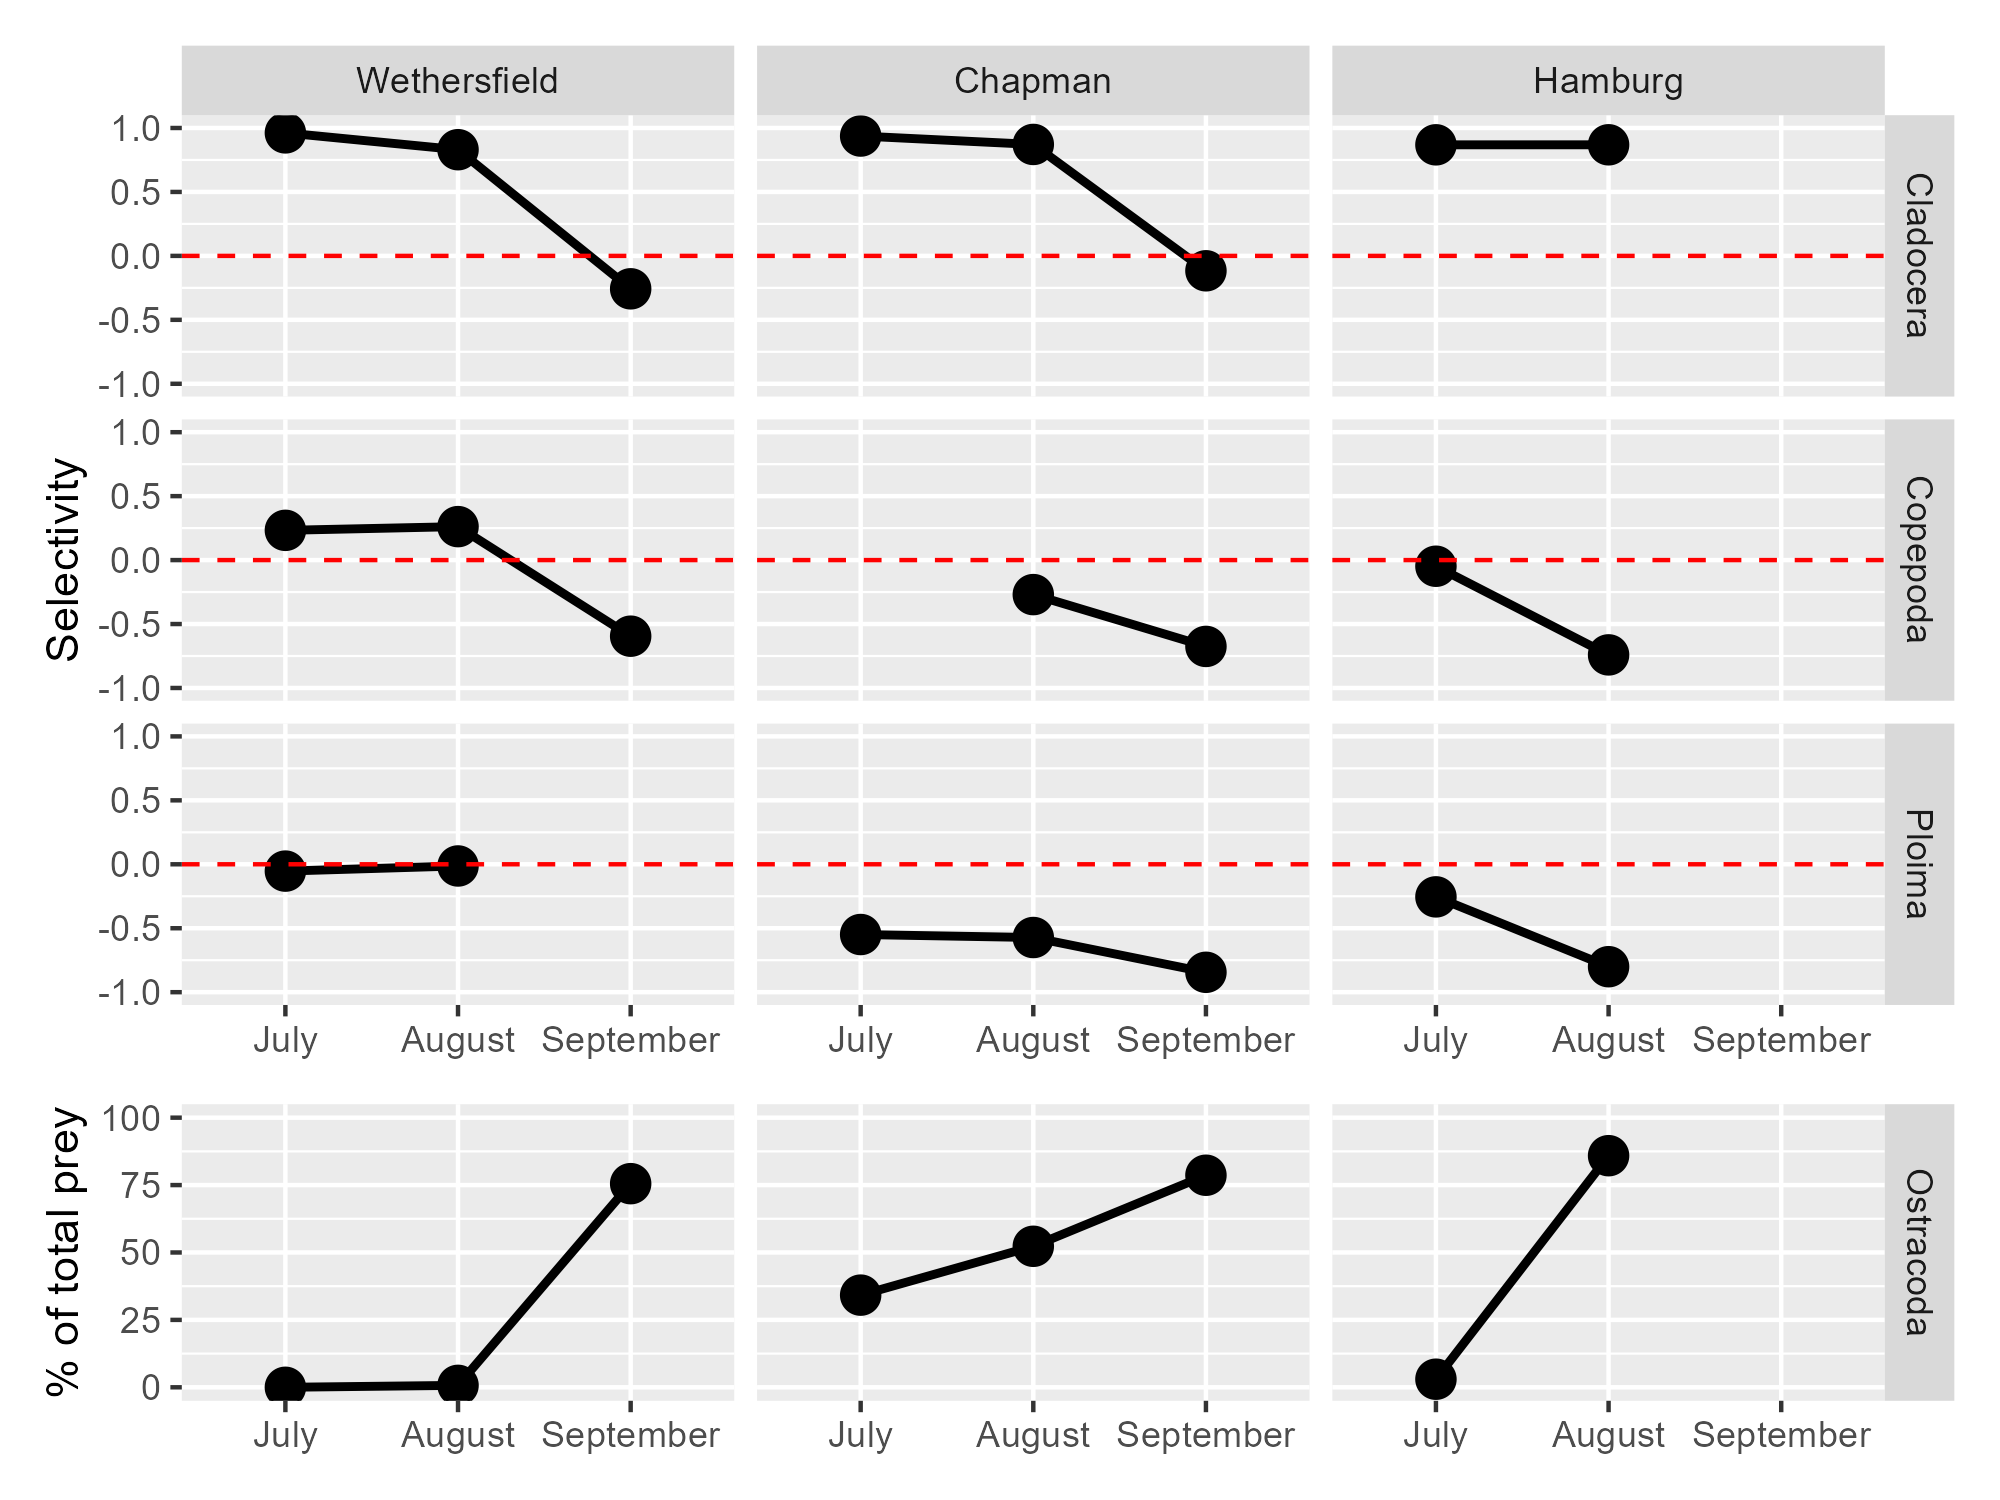 Wethersfield Chapman Hamburg
1.0
0.5
0.0
-0.5
-1.0
Cladocera
Selectivity
1.0
0.5
0.0
-0.5
-1.0
Copepoda
1.0
0.5
0.0
-0.5
-1.0
Ploima
July August September July August September July August September
% of total prey
100
75
50
25
0
Ostracoda
July August September July August September July August September